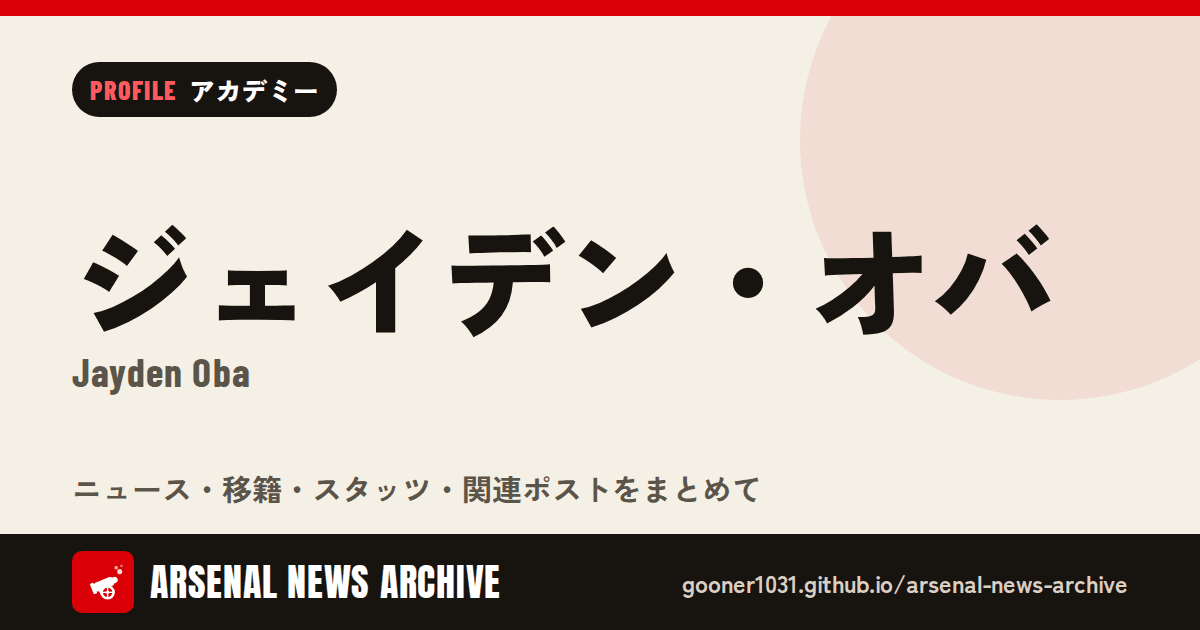 PROFILE アカデミー
ジェイデン・オバ
Jayden Oba
ニュース・移籍・スタッツ・関連ポストをまとめて
ARSENAL NEWS ARCHIVE
gooner1031.github.io/arsenal-news-archive